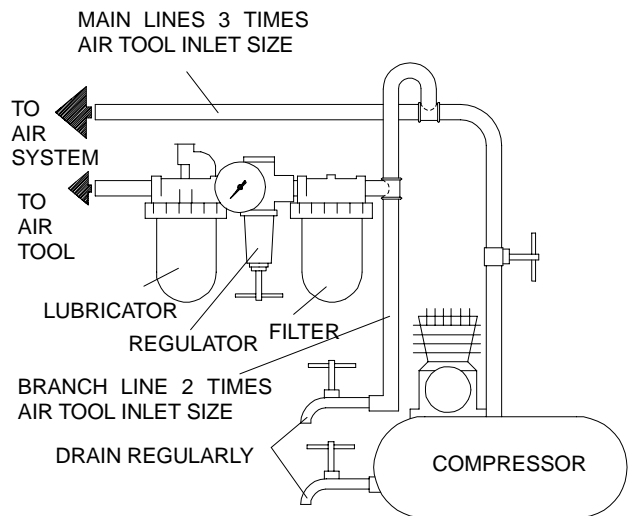 MAIN LINES 3 TIMES
AIR TOOL INLET SIZE
TO
AIR
SYSTEM
TO
AIR
TOOL
LUBRICATOR
REGULATOR
FILTER
BRANCH LINE 2 TIMES
AIR TOOL INLET SIZE
DRAIN REGULARLY
COMPRESSOR